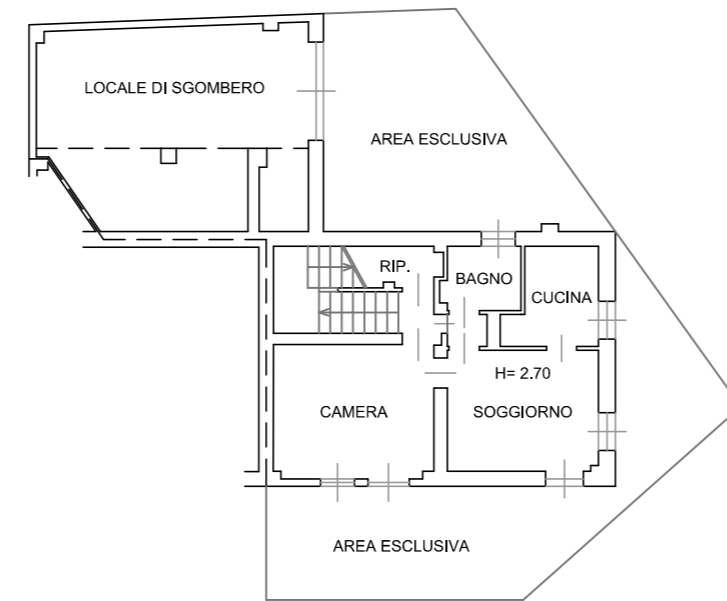 LOCALE DI SGOMBERO
AREA ESCLUSIVA
RIP.
BAGNO
CUCINA
H= 2.70
CAMERA
SOGGIORNO
AREA ESCLUSIVA